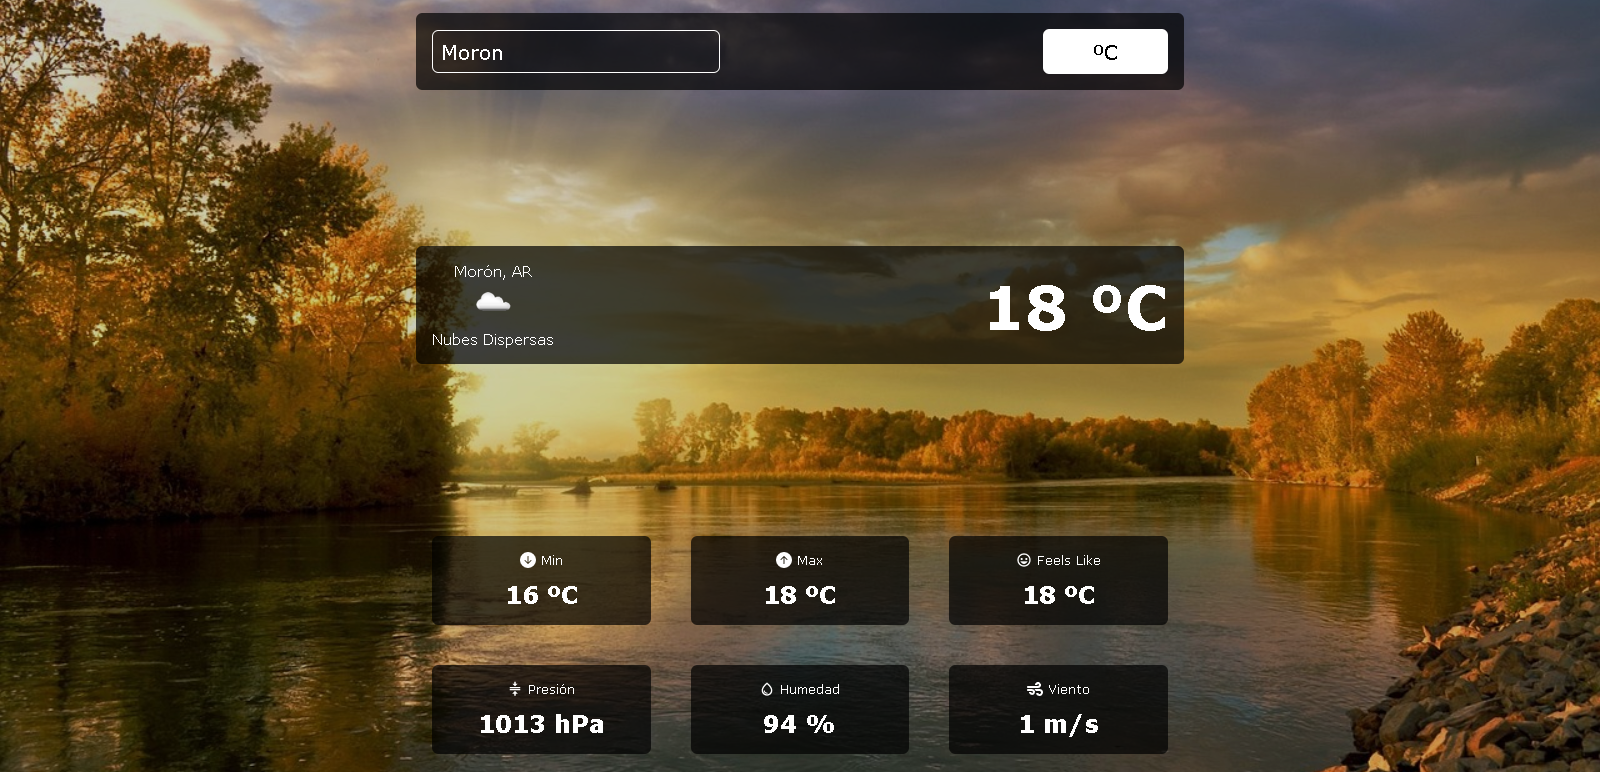 Moron
ºC
Morón, AR
Nubes Dispersas
18 ºC
Min
16 ºC
Max
18 ºC
Feels Like
18 ºC
Presión
1013 hPa
Humedad
94 %
Viento
1 m/s